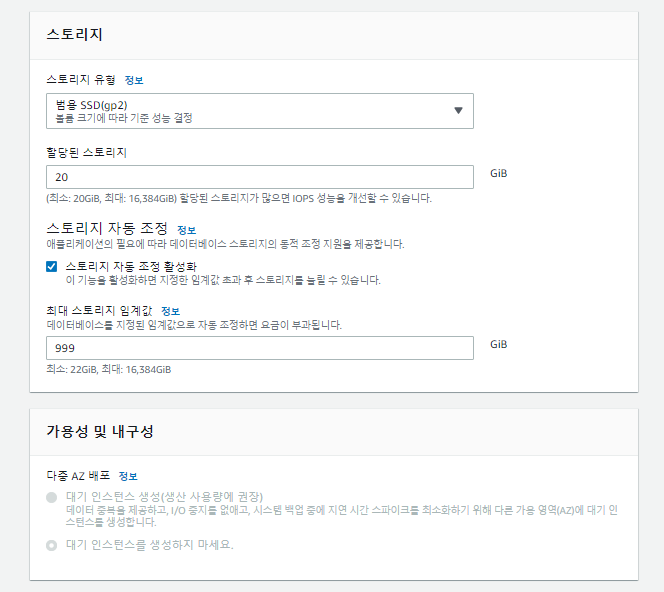 스토리지
스토리지 유형 정보
범용 SSD(gp2)
볼륨 크기에 따라 기준 성능 결정
할당된 스토리지
20 GiB
(최소: 20GiB, 최대: 16,384GiB) 할당된 스토리지가 많으면 IOPS 성능을 개선할 수 있습니다.
스토리지 자동 조정 정보
애플리케이션의 필요에 따라 데이터베이스 스토리지의 동적 조정 지원을 제공합니다.
스토리지 자동 조정 활성화
이 기능을 활성화하면 지정한 임계값 초과 후 스토리지를 늘릴 수 있습니다.
최대 스토리지 임계값 정보
데이터베이스를 지정된 임계값으로 자동 조정하면 요금이 부과됩니다.
999 GiB
최소: 22GiB, 최대: 16,384GiB
가용성 및 내구성
다중 AZ 배포 정보
대기 인스턴스 생성(생산 사용량에 권장)
데이터 중복을 제공하고, I/O 중지를 없애고, 시스템 백업 중에 지연 시간 스파이크를 최소화하기 위해 다른 가용 영역(AZ)에 대기 인
스턴스를 생성합니다.
대기 인스턴스를 생성하지 마세요.